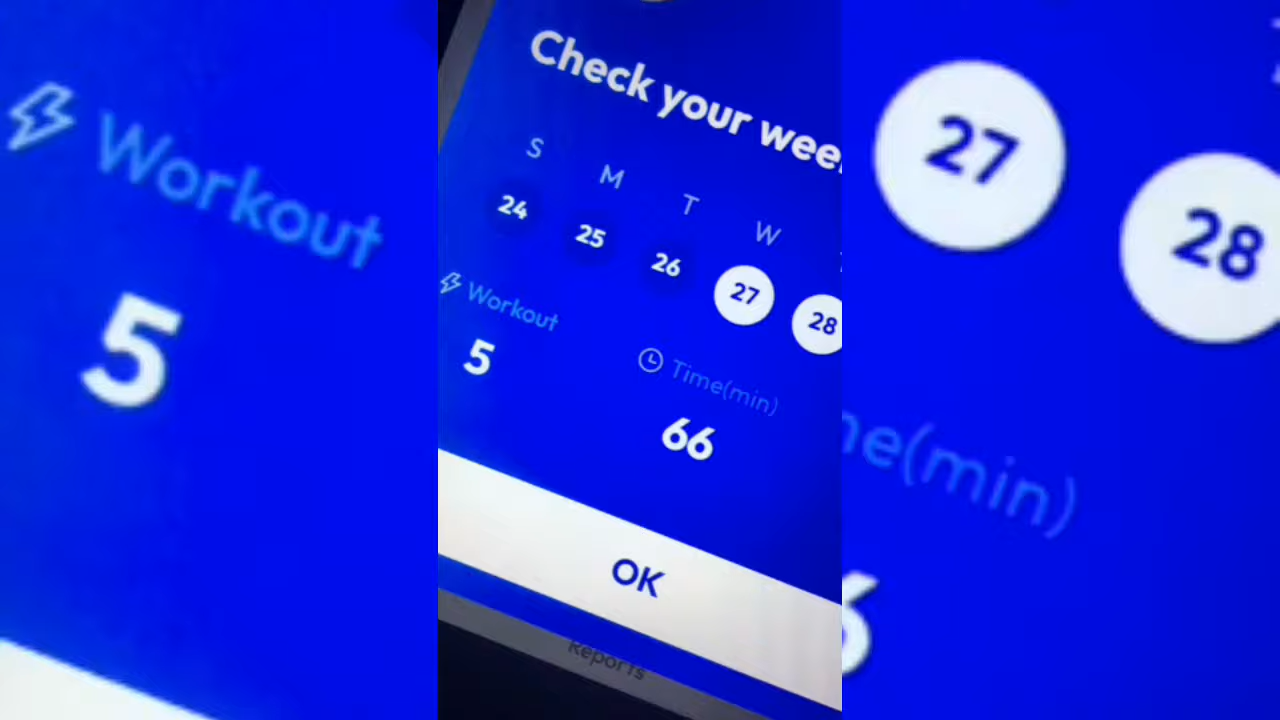 Check your wee
S M T W
24 25 26 27 28
Workout
Time(min)
5
66
OK
Reports
Workout
5
27
28
e(min)